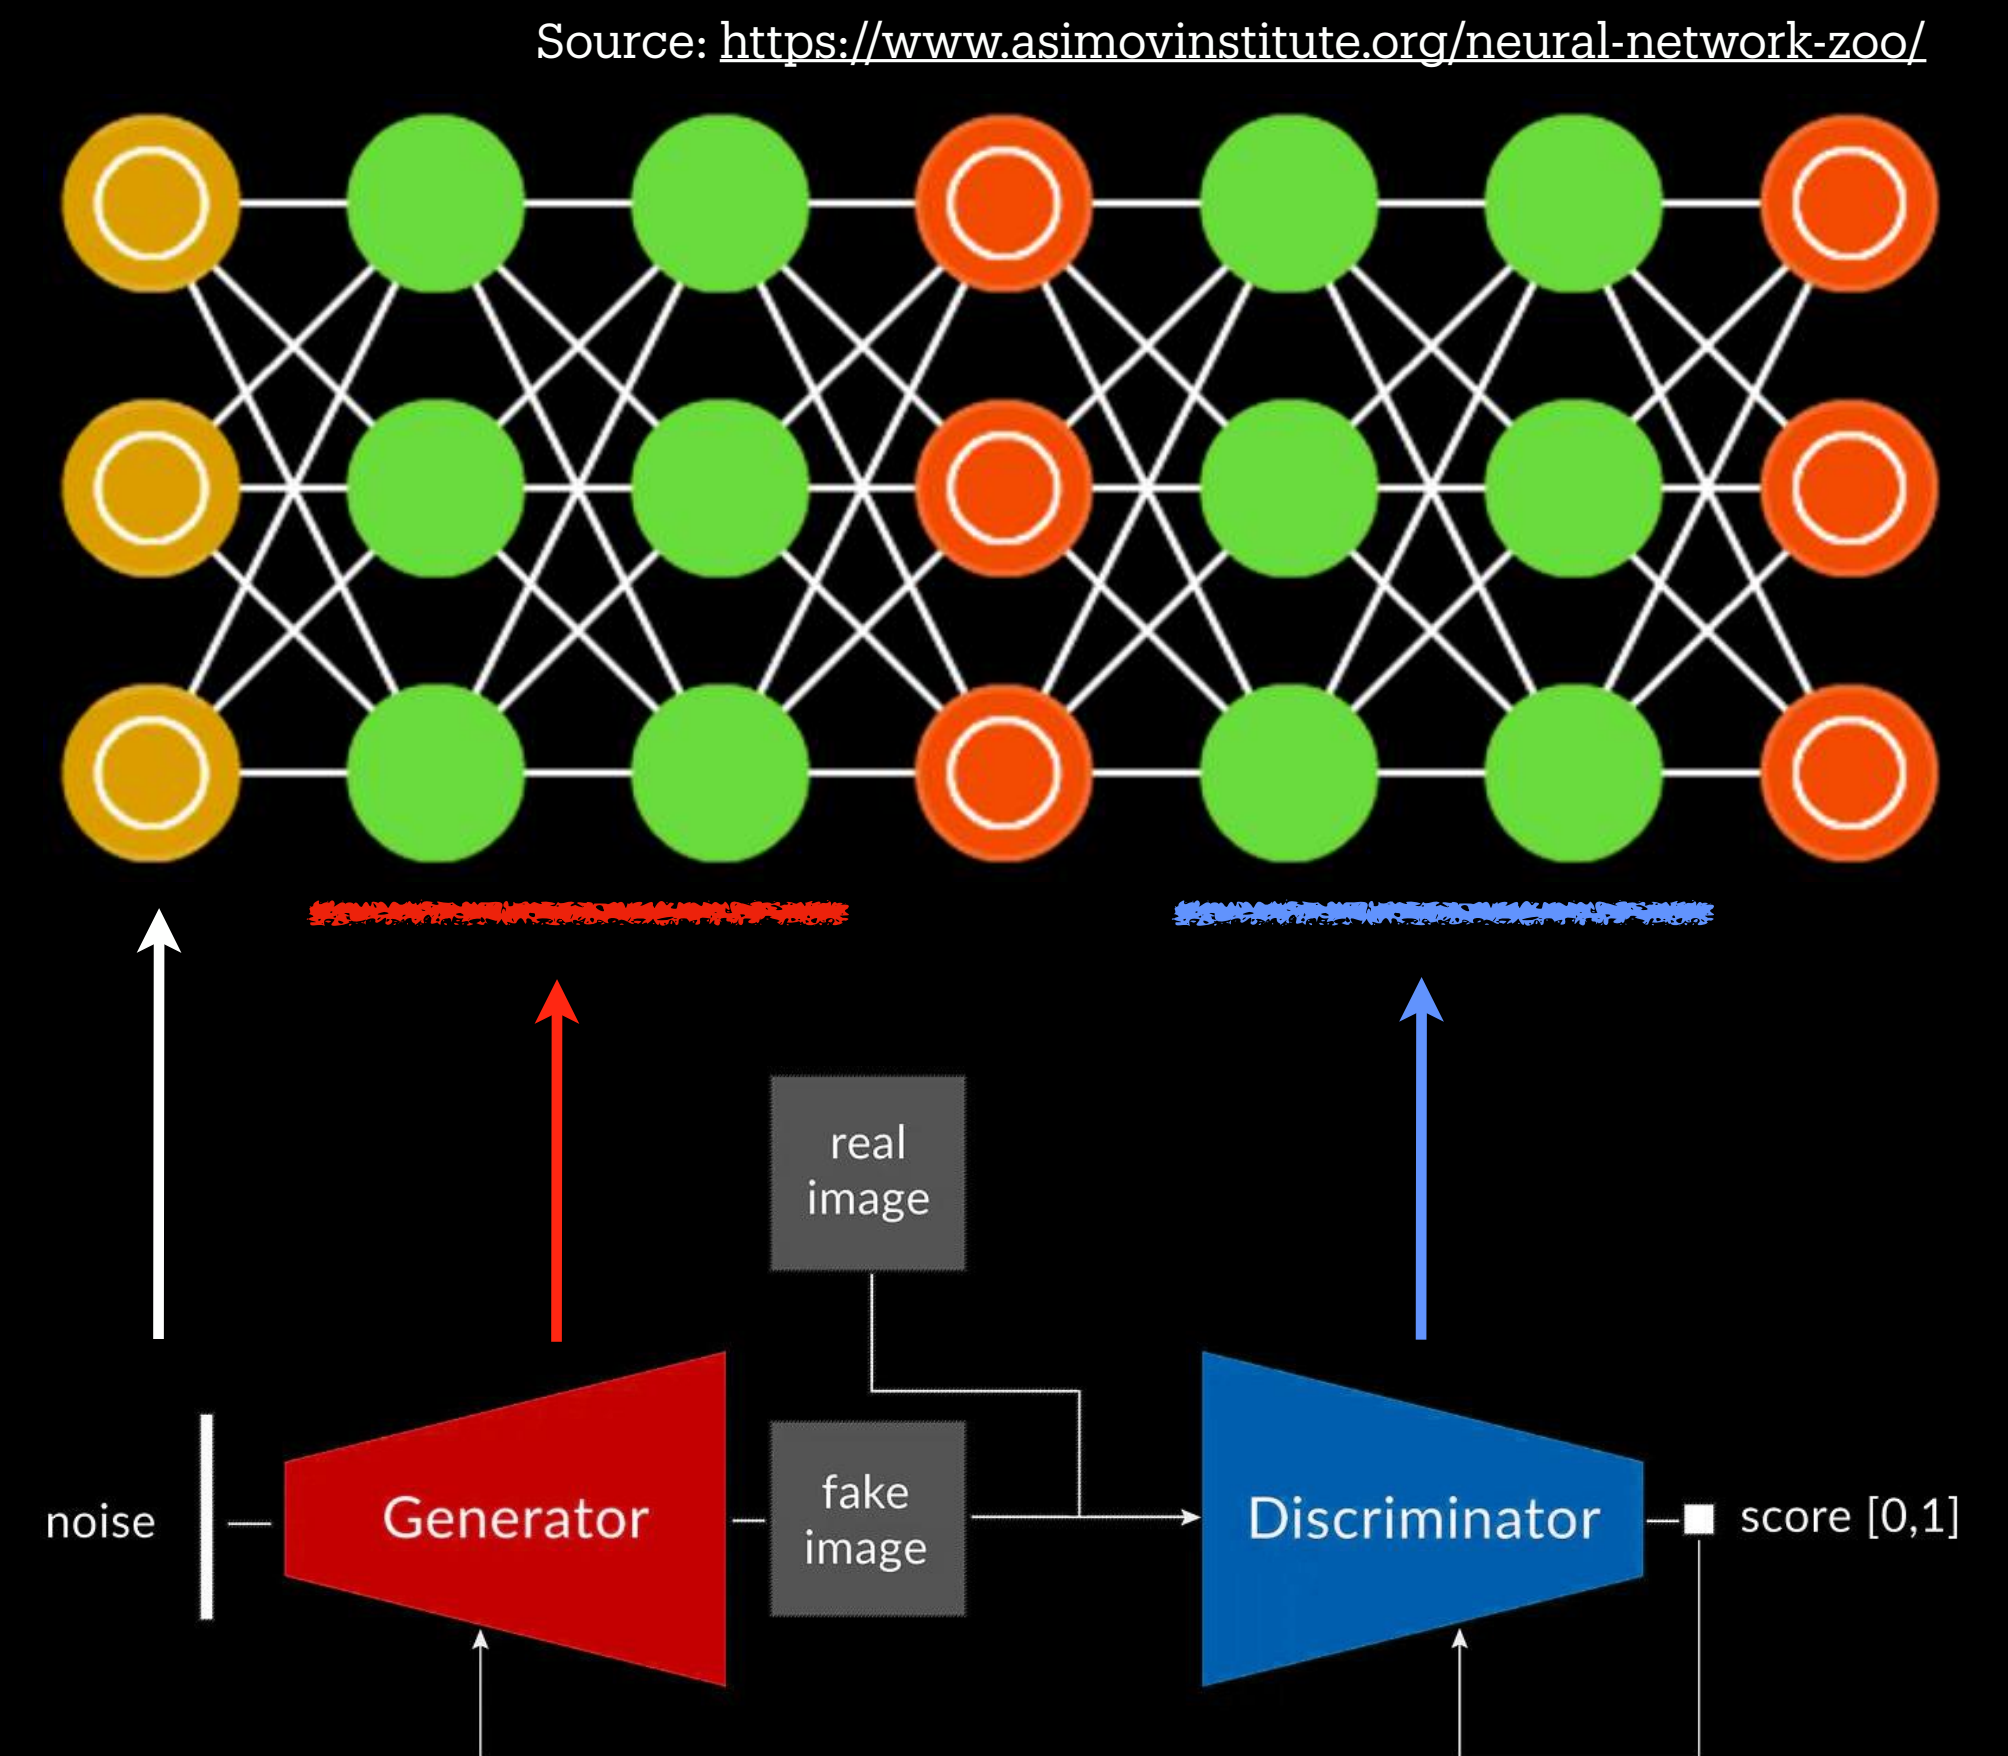 Source: https://www.asimovinstitute.org/neural-network-zoo/
real
image
noise
Generator
fake
image
Discriminator
score [0,1]